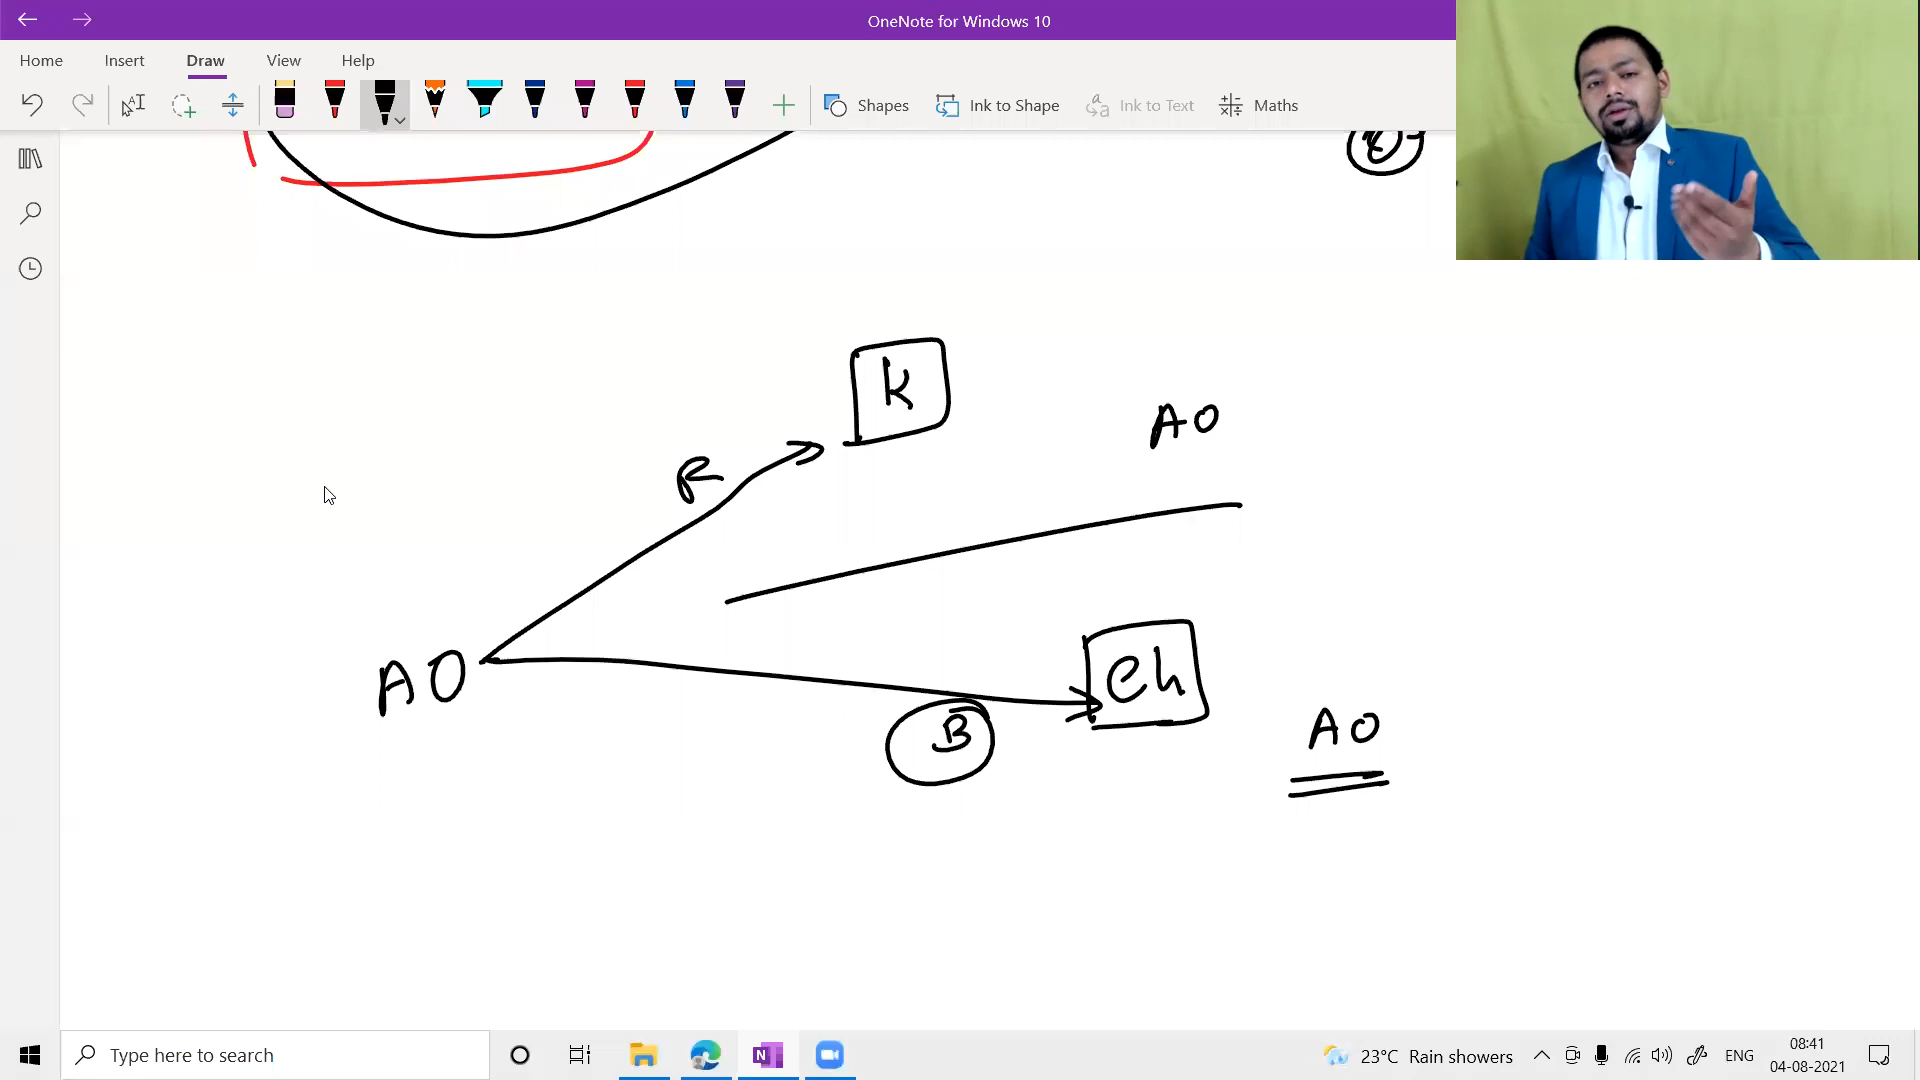 OneNote for Windows 10
Home Insert Draw View Help
Shapes Ink to Shape Ink to Text Maths
K
AO
R
AO
Ch
B
AO
Type here to search
23°C Rain showers
ENG
08:41
04-08-2021